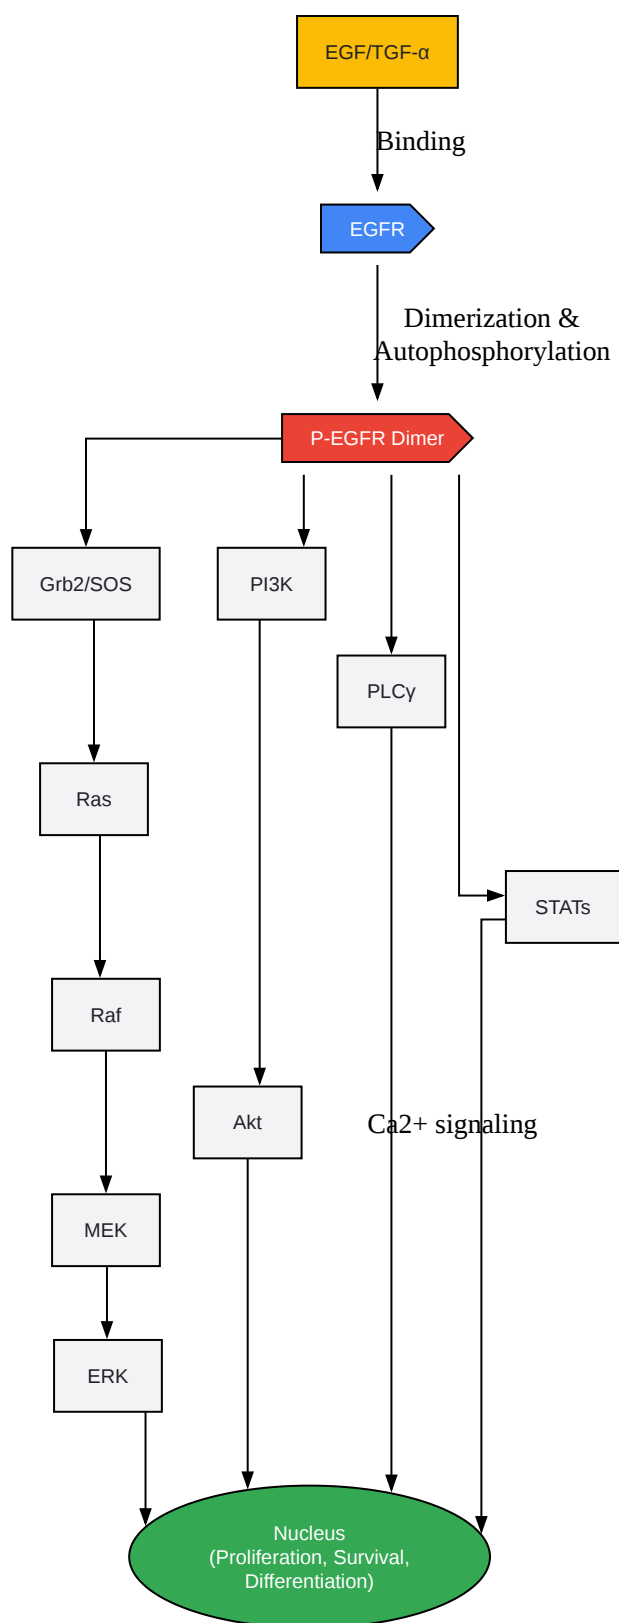 EGF/TGF-α
Binding
EGFR
Dimerization &
Autophosphorylation
P-EGFR Dimer
Grb2/SOS
PI3K
PLCγ
Ras
STATs
Raf
Akt
Ca2+ signaling
MEK
ERK
Nucleus
(Proliferation, Survival,
Differentiation)